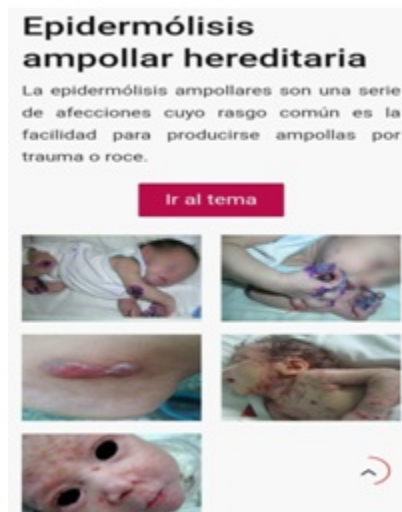 Epidermólisis
ampollar hereditaria
La epidermólisis ampollares son una serie
de afecciones cuyo rasgo común es la
facilidad para producirse ampollas por
trauma o roce.
Ir al tema